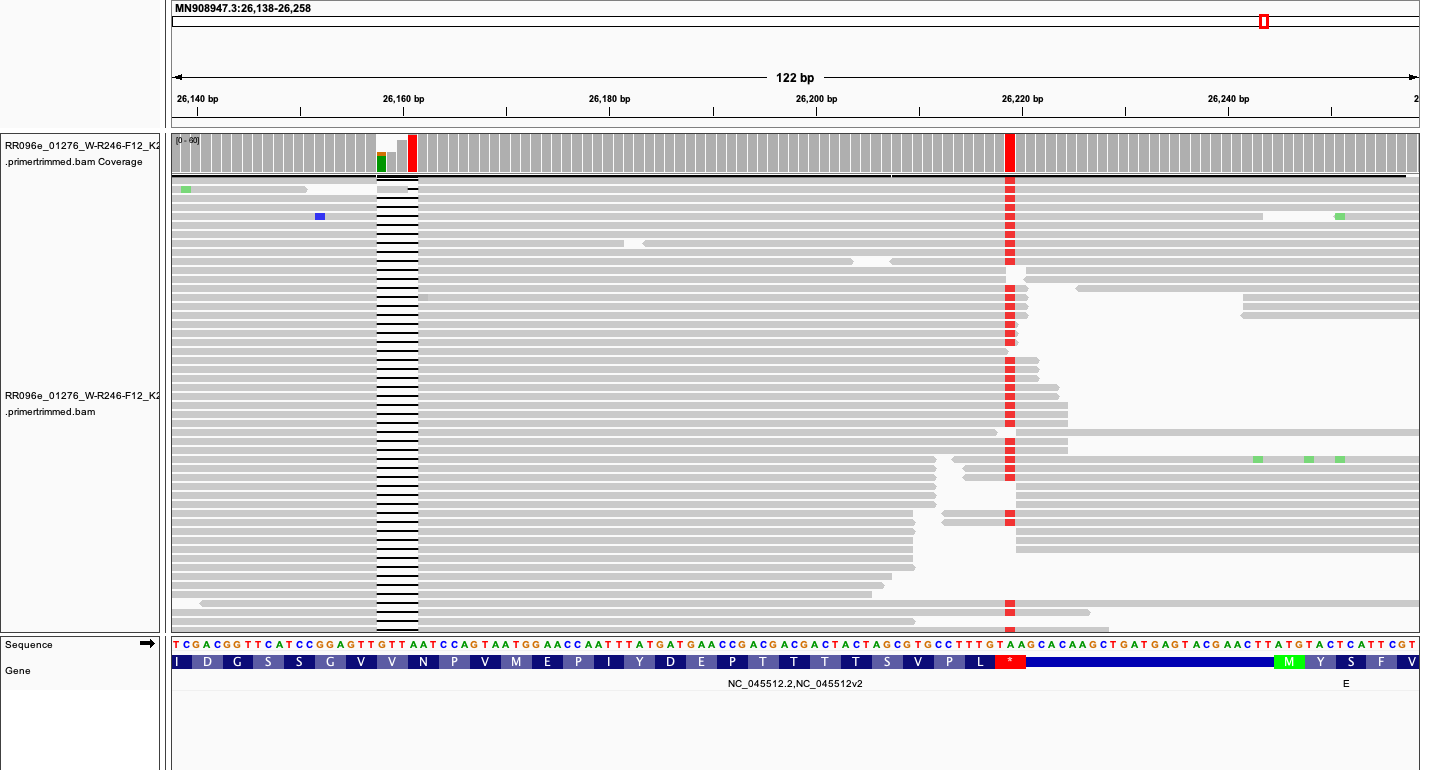 MN908947.3:26,138-26,258
122 bp
26,140 bp 26,160 bp 26,180 bp 26,200 bp 26,220 bp 26,240 bp 2
RR096e_01276_W-R246-F12_K2
.primertrimmed.bam Coverage
[0 - 60]
RR096e_01276_W-R246-F12_K2
.primertrimmed.bam
Sequence
TCGACGGTTCATCCGGAGTTGTTAATCCAGTAATGGAACCAATTTATGATGAACCGACGACGACTACTAGCGTGCCTTTGTAAGCACAAGCTGATGAGTACGAACTTATGTACTCATTCGT
Gene
I D G S S G V V N P V M E P I Y D E P T T T T S V P L * M Y S F V
NC_045512.2,NC_045512v2 E